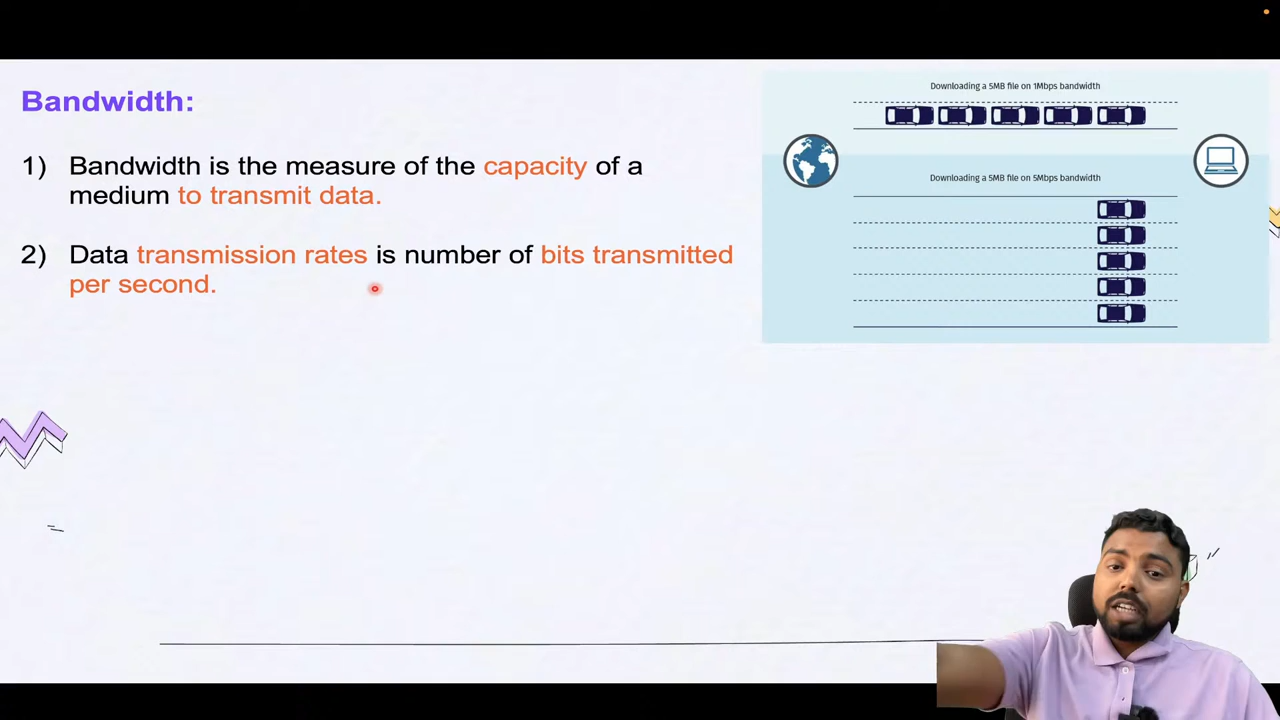 Bandwidth:
1) Bandwidth is the measure of the capacity of a
medium to transmit data.
2) Data transmission rates is number of bits transmitted
per second.
Downloading a 5MB file on 1Mbps bandwidth
Downloading a 5MB file on 5Mbps bandwidth